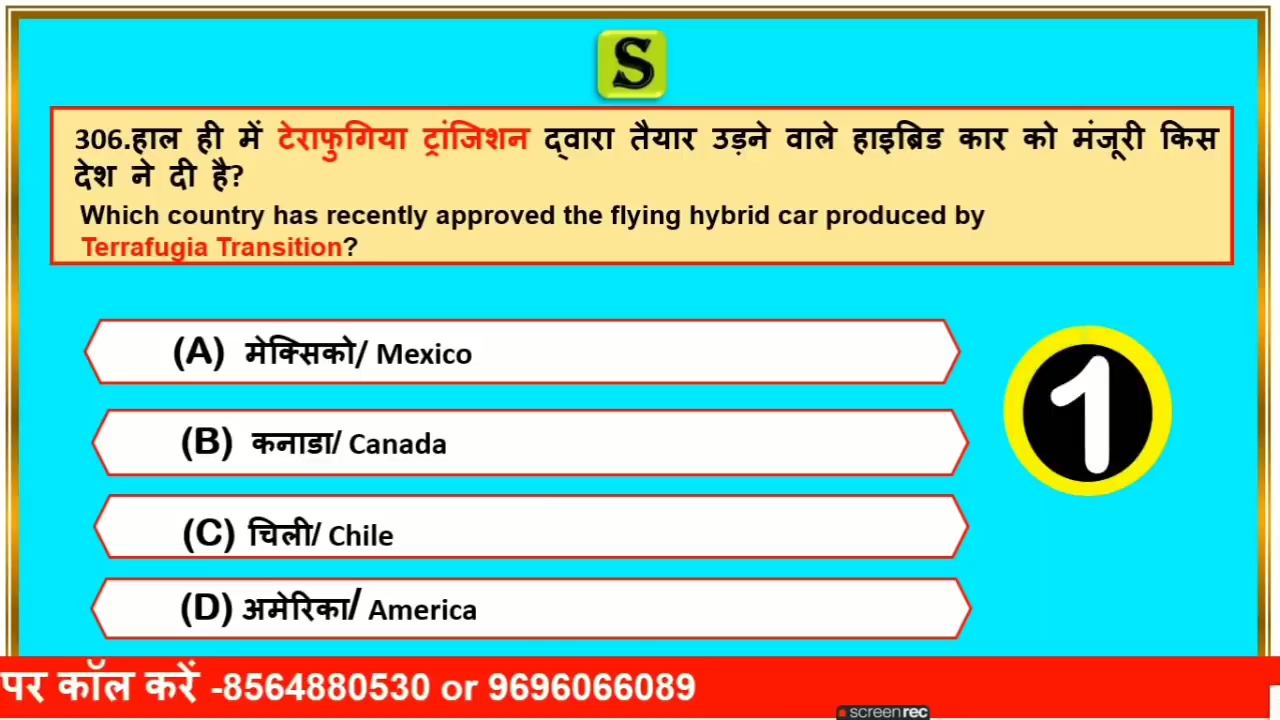 S
306.हाल ही में टेराफुगिया ट्रांजिशन द्वारा तैयार उड़ने वाले हाइब्रिड कार को मंजूरी किस
देश ने दी है?
Which country has recently approved the flying hybrid car produced by
Terrafugia Transition?
(A) मेक्सिको/ Mexico
1
(B) कनाडा/ Canada
(C) चिली/ Chile
(D) अमेरिका/ America
पर कॉल करें -8564880530 or 9696066089
screenrec